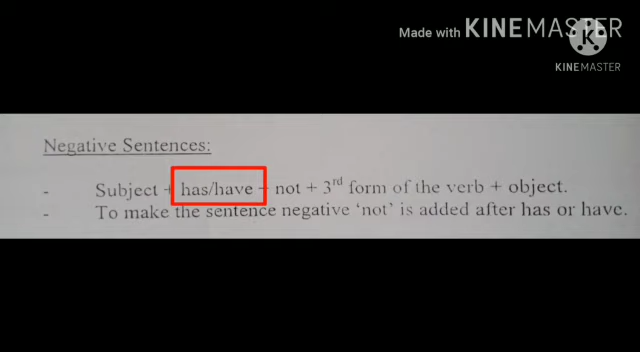 Made with KINEMASTER
KINEMASTER
Negative Sentences:
- Subject + has/have + not + 3rd form of the verb + object.
- To make the sentence negative ‘not’ is added after has or have.